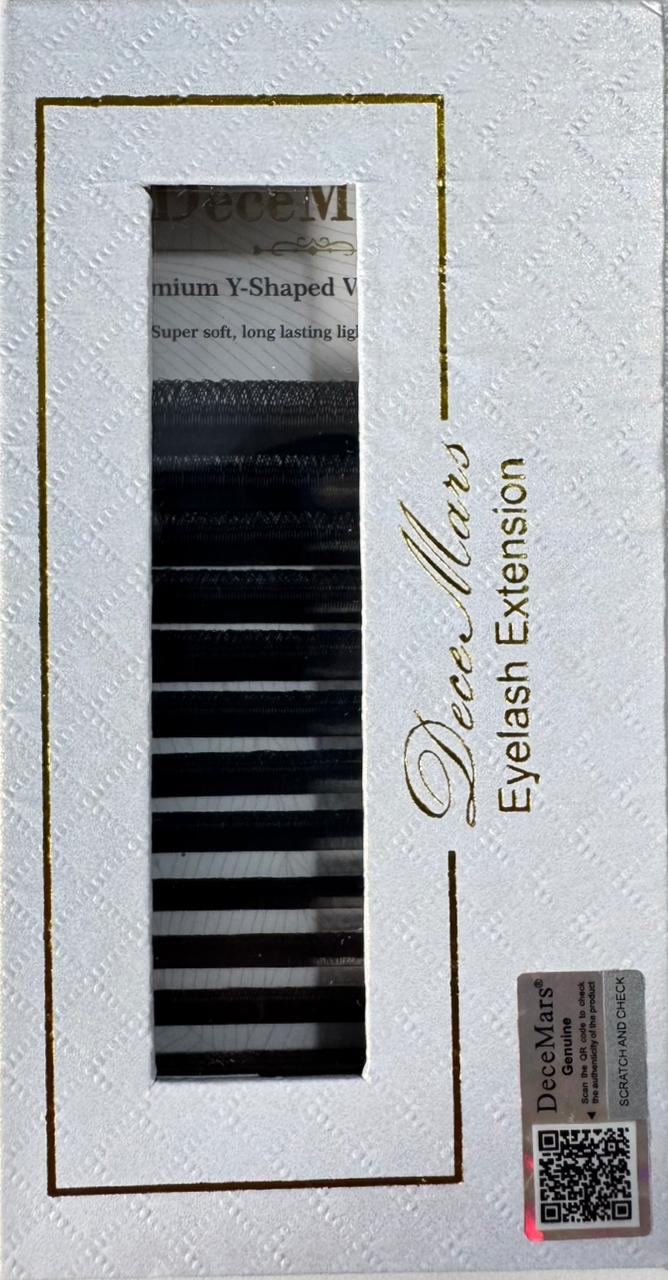 DeceM
mium Y-Shaped V
Super soft, long lasting lig
DeceMars
Eyelash Extension
DeceMars®
Genuine
Scan the QR code to check
the authenticity of the product
SCRATCH AND CHECK